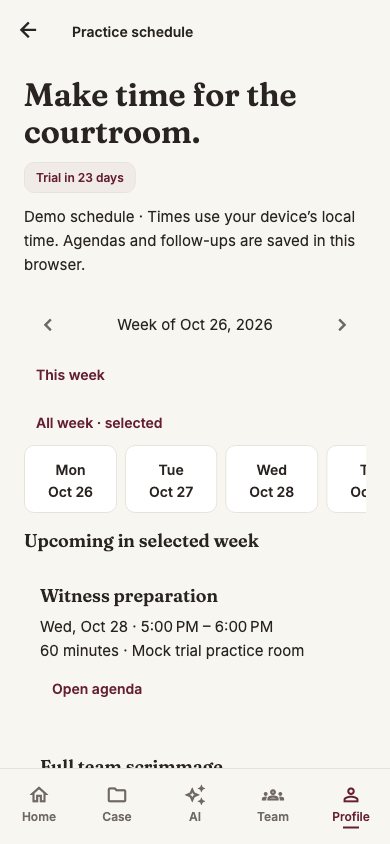 Practice schedule
Make time for the
courtroom.
Trial in 23 days
Demo schedule · Times use your device’s local
time. Agendas and follow-ups are saved in this
browser.
Week of Oct 26, 2026
This week
All week · selected
Mon Tue Wed
Oct 26 Oct 27 Oct 28
Upcoming in selected week
Witness preparation
Wed, Oct 28 · 5:00 PM – 6:00 PM
60 minutes · Mock trial practice room
Open agenda
Full team scrimmage
Home Case AI Team Profile